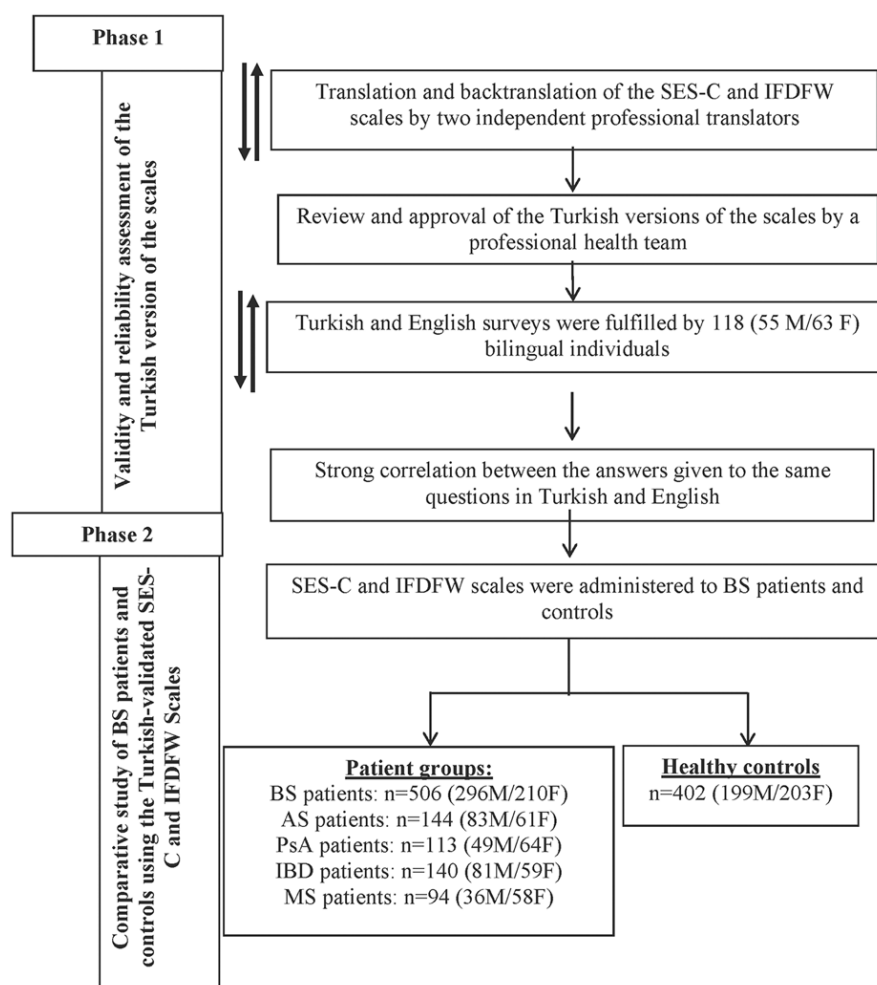 Phase 1
Validity and reliability assessment of the
Turkish version of the scales
Translation and backtranslation of the SES-C and IFDFW
scales by two independent professional translators
Review and approval of the Turkish versions of the scales by a
professional health team
Turkish and English surveys were fulfilled by 118 (55 M/63 F)
bilingual individuals
Strong correlation between the answers given to the same
questions in Turkish and English
Phase 2
Comparative study of BS patients and
controls using the Turkish-validated SES-
C and IFDFW Scales
SES-C and IFDFW scales were administered to BS patients and
controls
Patient groups:
BS patients: n=506 (296M/210F)
AS patients: n=144 (83M/61F)
PsA patients: n=113 (49M/64F)
IBD patients: n=140 (81M/59F)
MS patients: n=94 (36M/58F)
Healthy controls
n=402 (199M/203F)